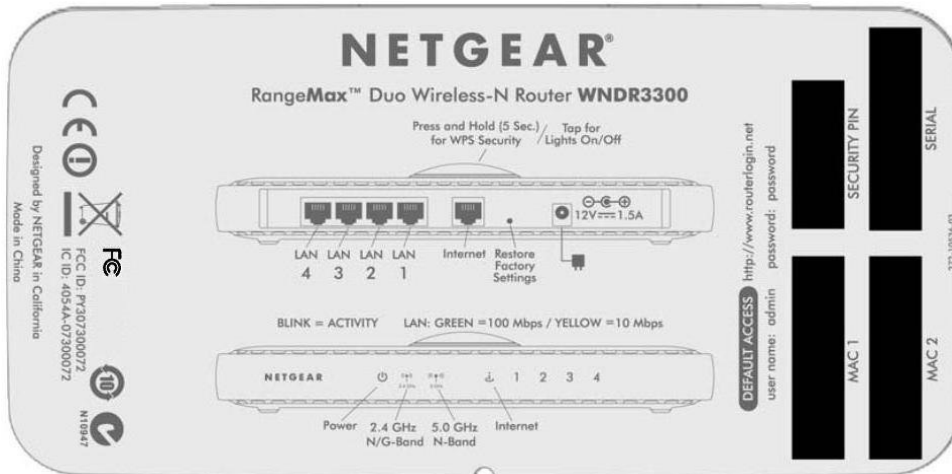 NETGEAR®
RangeMax™ Duo Wireless-N Router WNDR3300
Press and Hold (5 Sec.) / Tap for
for WPS Security / Lights On/Off
12V 1.5A
LAN 4
LAN 3
LAN 2
LAN 1
Internet
Restore
Factory
Settings
BLINK = ACTIVITY LAN: GREEN =100 Mbps / YELLOW =10 Mbps
NETGEAR
1 2 3 4
Power
2.4 GHz
N/G-Band
5.0 GHz
N-Band
Internet
CE
FC
FCC ID: PY307300072
IC ID: 4054A-07300072
Designed by NETGEAR in California
Made in China
10
N10947
DEFAULT ACCESS http://www.routerlogin.net
user name: admin password: password
SECURITY PIN
SERIAL
MAC 1
MAC 2